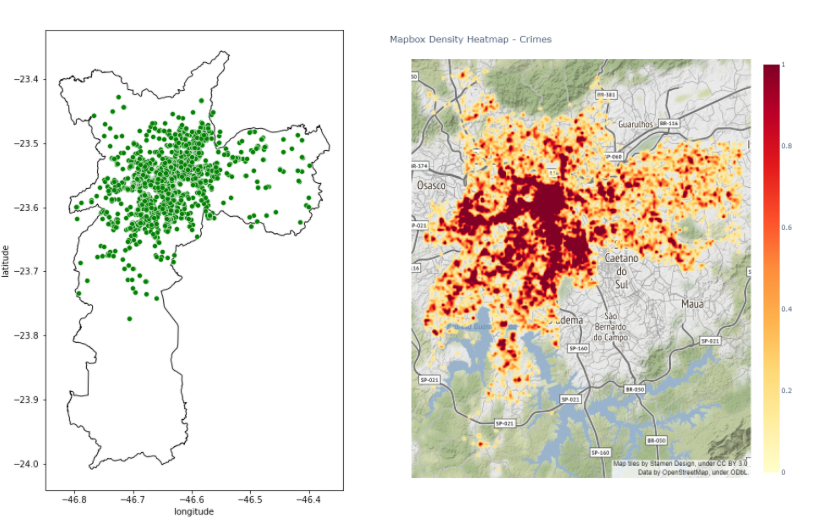 Mapbox Density Heatmap - Crimes
−23.4
−23.5
−23.6
−23.7
−23.8
−23.9
−24.0
latitude
−46.8
−46.7
−46.6
−46.5
−46.4
longitude
BR-381
Guarulhos
BR-116
SP-060
BR-374
Osasco
SP-021
Caetano
do
Sul
Mauá
São
Bernardo
do Campo
SP-160
SP-021
SP-021
BR-050
SP-021
SP-021
BR-050
SP-160
Map tiles by Stamen Design, under CC BY 3.0
Data by OpenStreetMap, under ODbL
1
0.8
0.6
0.4
0.2
0